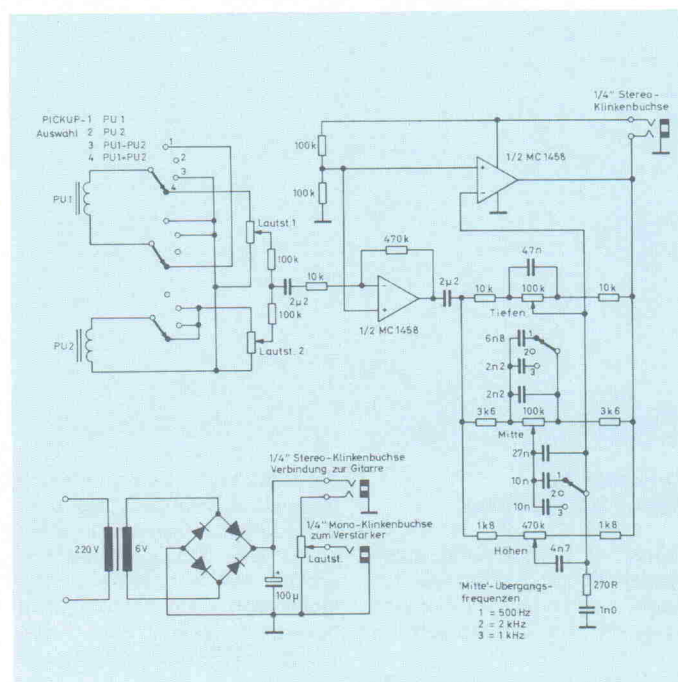 PICKUP-1 PU 1
Auswahl 2 PU 2
3 PU1-PU2
4 PU1+PU2
1
2
3
4
PU1
PU2
Lautst.1
100k
100k
Lautst. 2
2µ2
10k
100k
100k
470k
1/2 MC1458
2µ2
1/2 MC 1458
1/4" Stereo-
Klinkenbuchse
47n
10k
100k
10k
Tiefen
6n8
1
2
2n2
3
2n2
3k6
100k
3k6
Mitte
27n
10n
1
2
10n
3
1k8
470k
1k8
Höhen
4n7
270R
1n0
'Mitte'-Übergangs-
frequenzen
1 = 500 Hz
2 = 2 kHz
3 = 1 kHz
1/4" Stereo-Klinkenbuchse
Verbindung zur Gitarre
1/4" Mono-Klinkenbuchse
zum Verstärker
Lautst.
220V
6V
+
100µ